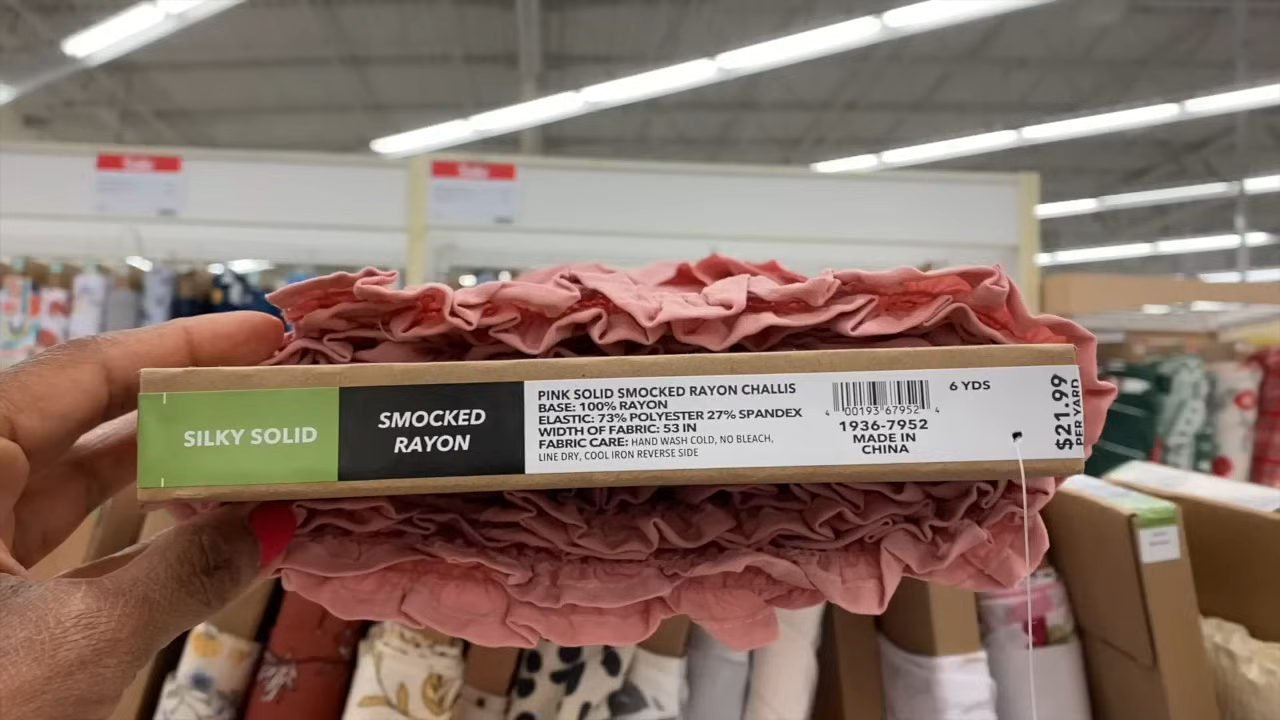 Sale
Sale
SILKY SOLID
SMOCKED
RAYON
PINK SOLID SMOCKED RAYON CHALLIS
BASE: 100% RAYON
ELASTIC: 73% POLYESTER 27% SPANDEX
WIDTH OF FABRIC: 53 IN
FABRIC CARE: HAND WASH COLD, NO BLEACH,
LINE DRY, COOL IRON REVERSE SIDE
4 00193 67952 4
1936-7952
MADE IN
CHINA
6 YDS
$21.99
PER YARD